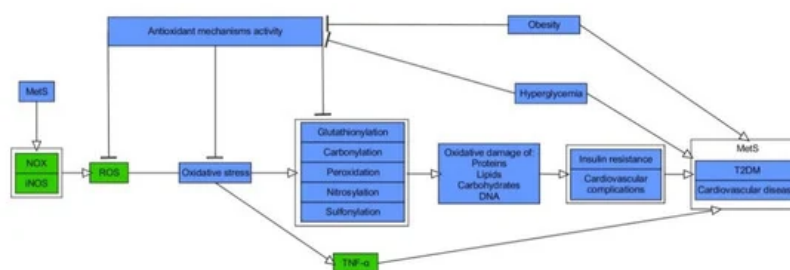 Antioxidant mechanisms activity
Obesity
MetS
Hyperglycemia
NOX
iNOS
ROS
Oxidative stress
Glutathionylation
Carbonylation
Peroxidation
Nitrosylation
Sulfonylation
Oxidative damage of:
Proteins
Lipids
Carbohydrates
DNA
Insulin resistance
Cardiovascular
complications
MetS
T2DM
Cardiovascular disease
TNF-α